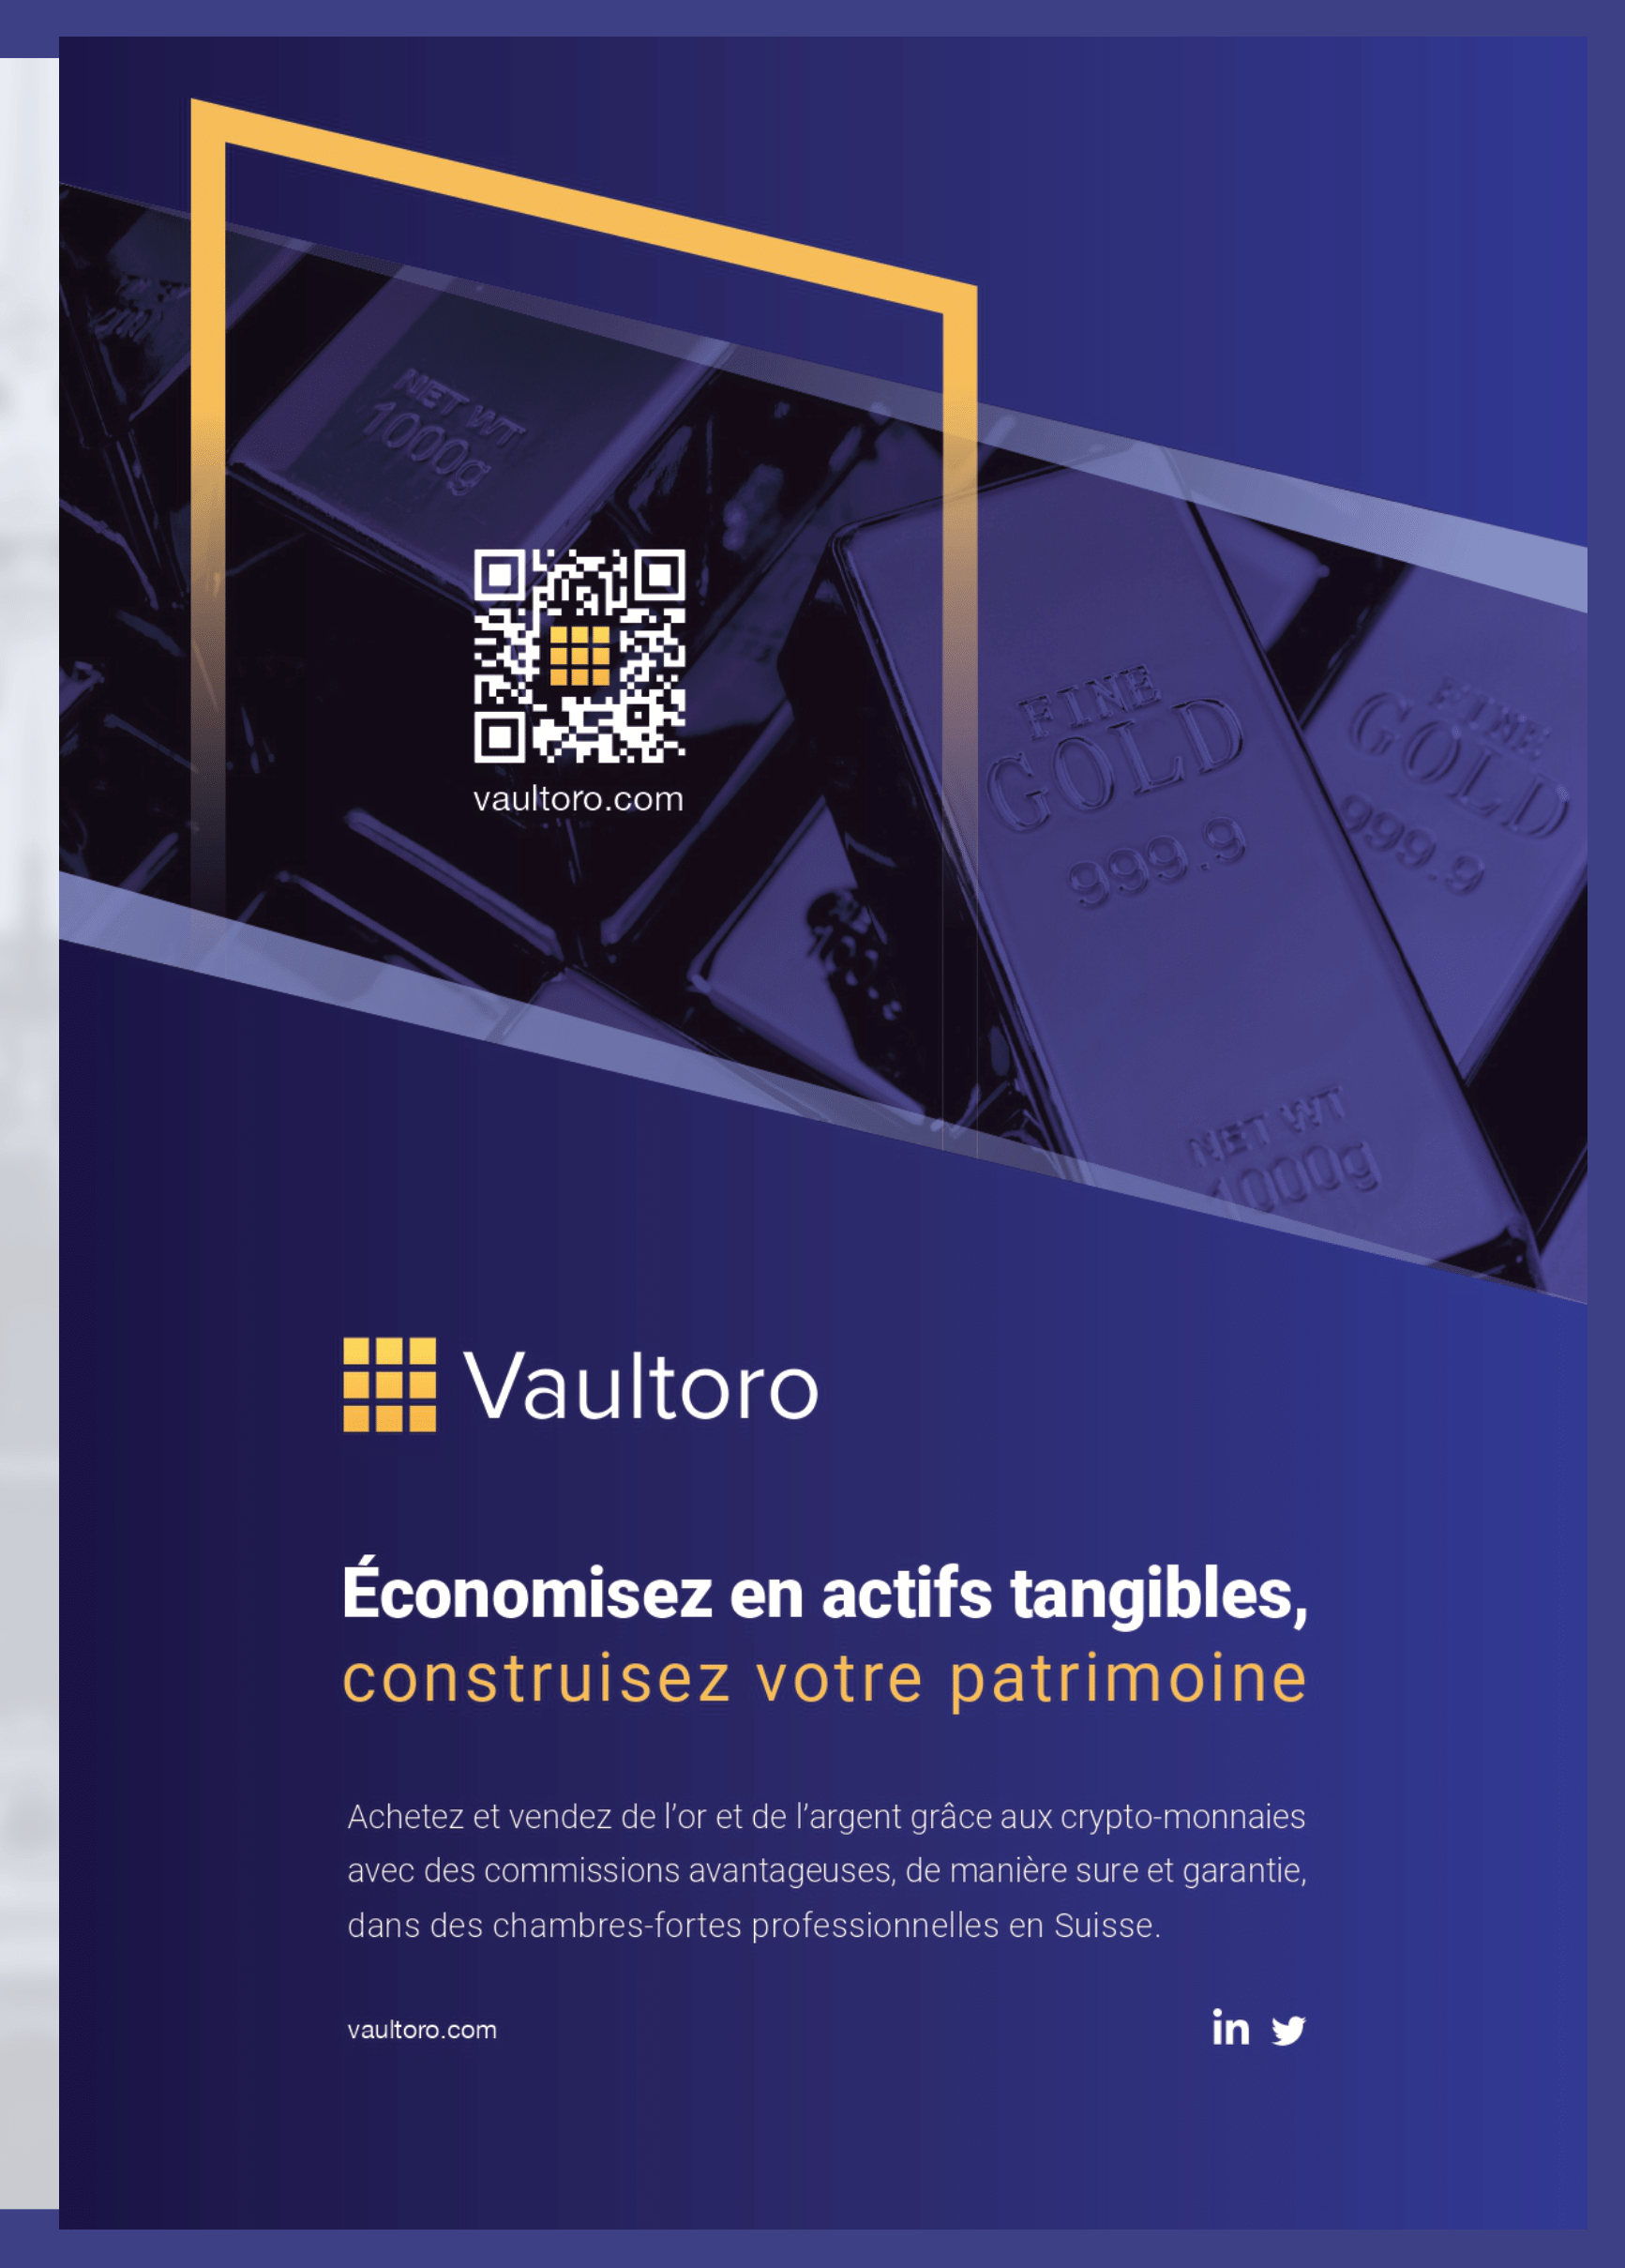 NET WT
1000g
vaultoro.com
FINE
GOLD
999.9
FINE
GOLD
999.9
NET WT
1000g
Vaultoro
Économisez en actifs tangibles,
construisez votre patrimoine
Achetez et vendez de l’or et de l’argent grâce aux crypto-monnaies
avec des commissions avantageuses, de manière sure et garantie,
dans des chambres-fortes professionnelles en Suisse.
vaultoro.com
in